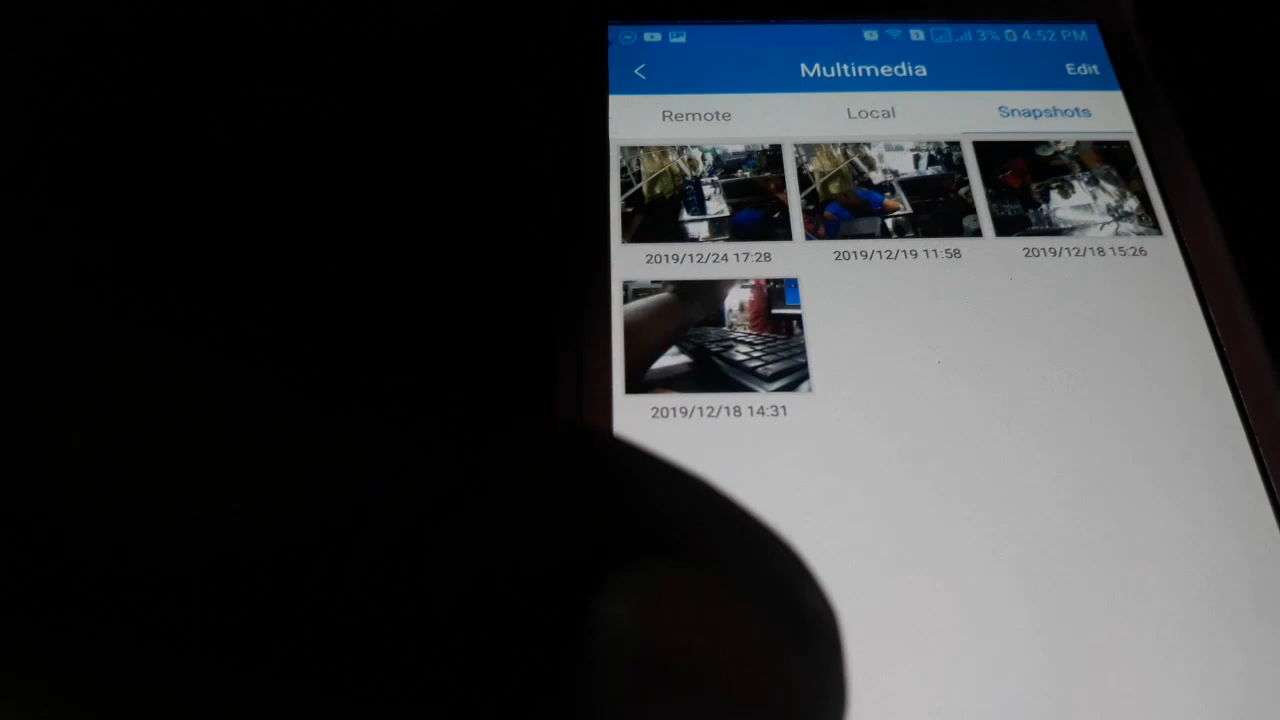 3% 4:52 PM
Multimedia Edit
Remote Local Snapshots
2019/12/24 17:28 2019/12/19 11:58 2019/12/18 15:26
2019/12/18 14:31